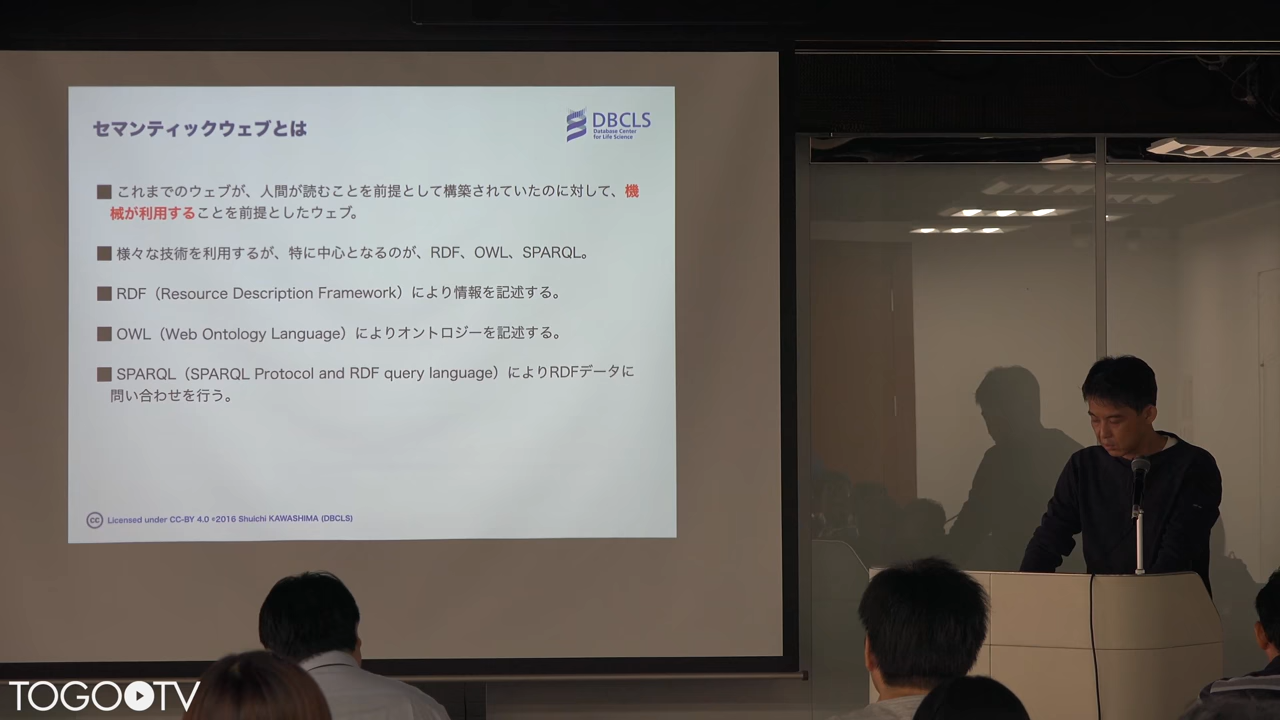 セマンティックウェブとは
DBCLS
Database Center
for Life Science
これまでのウェブが、人間が読むことを前提として構築されていたのに対して、機
械が利用することを前提としたウェブ。
様々な技術を利用するが、特に中心となるのが、RDF、OWL、SPARQL。
RDF（Resource Description Framework）により情報を記述する。
OWL（Web Ontology Language）によりオントロジーを記述する。
SPARQL（SPARQL Protocol and RDF query language）によりRDFデータに
問い合わせを行う。
cc Licensed under CC-BY 4.0 ©2016 Shuichi KAWASHIMA (DBCLS)
TOGO TV